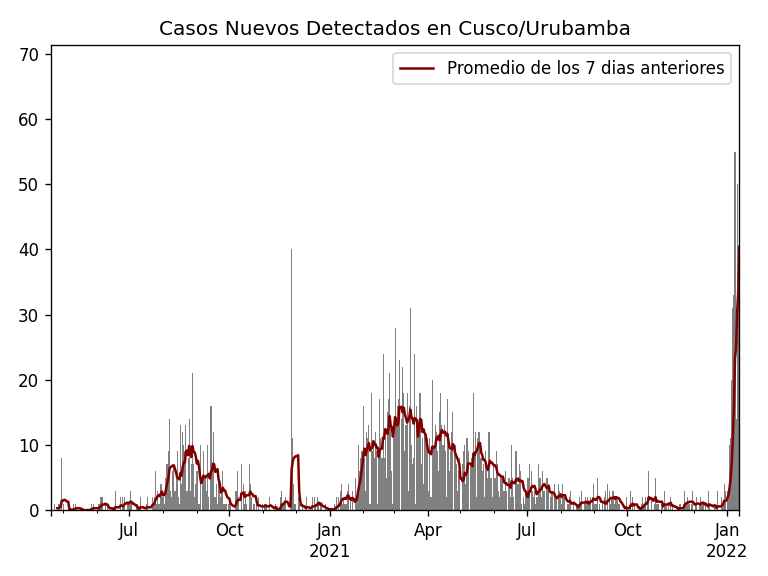 Casos Nuevos Detectados en Cusco/Urubamba
Promedio de los 7 dias anteriores
70
60
50
40
30
20
10
0
Jul
Oct
Jan
2021
Apr
Jul
Oct
Jan
2022